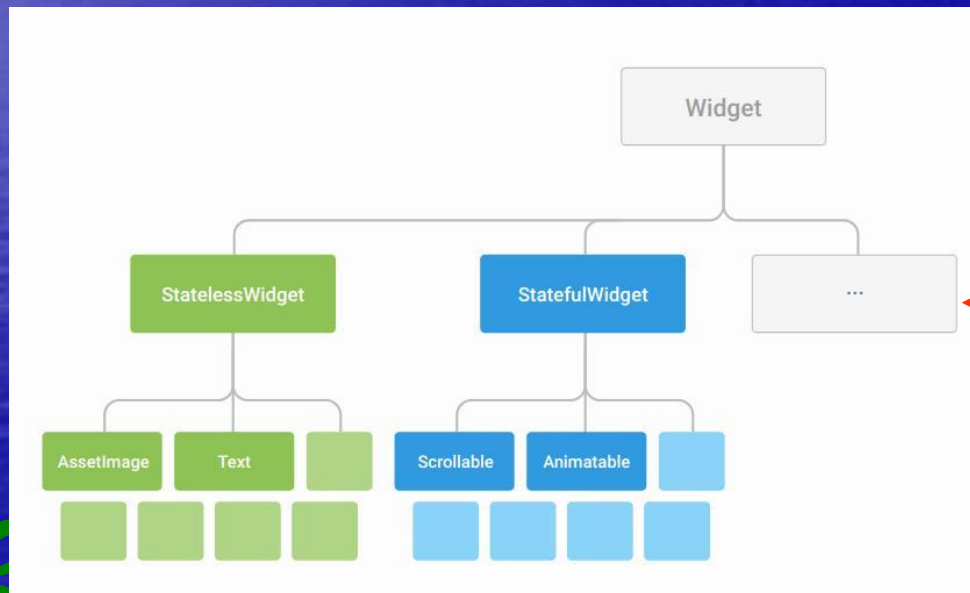 Widget
StatelessWidget
StatefulWidget
...
AssetImage
Text
Scrollable
Animatable